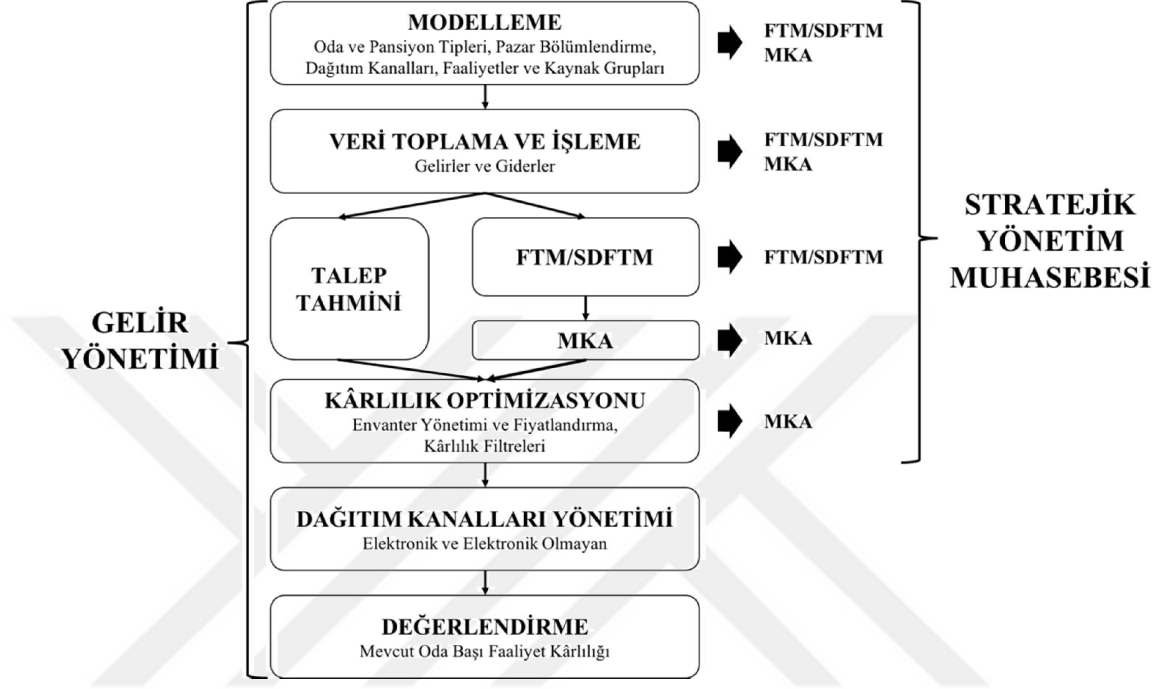 MODELLEME
Oda ve Pansiyon Tipleri, Pazar Bölümlendirme,
Dağıtım Kanalları, Faaliyetler ve Kaynak Grupları
FTM/SDFTM
MKA
VERİ TOPLAMA VE İŞLEME
Gelirler ve Giderler
FTM/SDFTM
MKA
TALEP
TAHMİNİ
FTM/SDFTM
FTM/SDFTM
MKA
MKA
KÂRLILIK OPTİMİZASYONU
Envanter Yönetimi ve Fiyatlandırma,
Kârlılık Filtreleri
MKA
DAĞITIM KANALLARI YÖNETİMİ
Elektronik ve Elektronik Olmayan
DEĞERLENDİRME
Mevcut Oda Başı Faaliyet Kârlılığı
GELİR
YÖNETİMİ
STRATEJİK
YÖNETİM
MUHASEBESİ